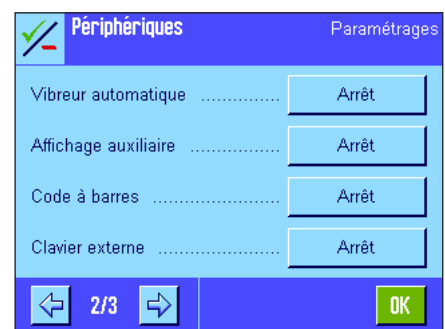 Périphériques Paramétrages
Vibreur automatique .............. Arrêt
Affichage auxiliaire ................ Arrêt
Code à barres ...................... Arrêt
Clavier externe ..................... Arrêt
2/3 OK